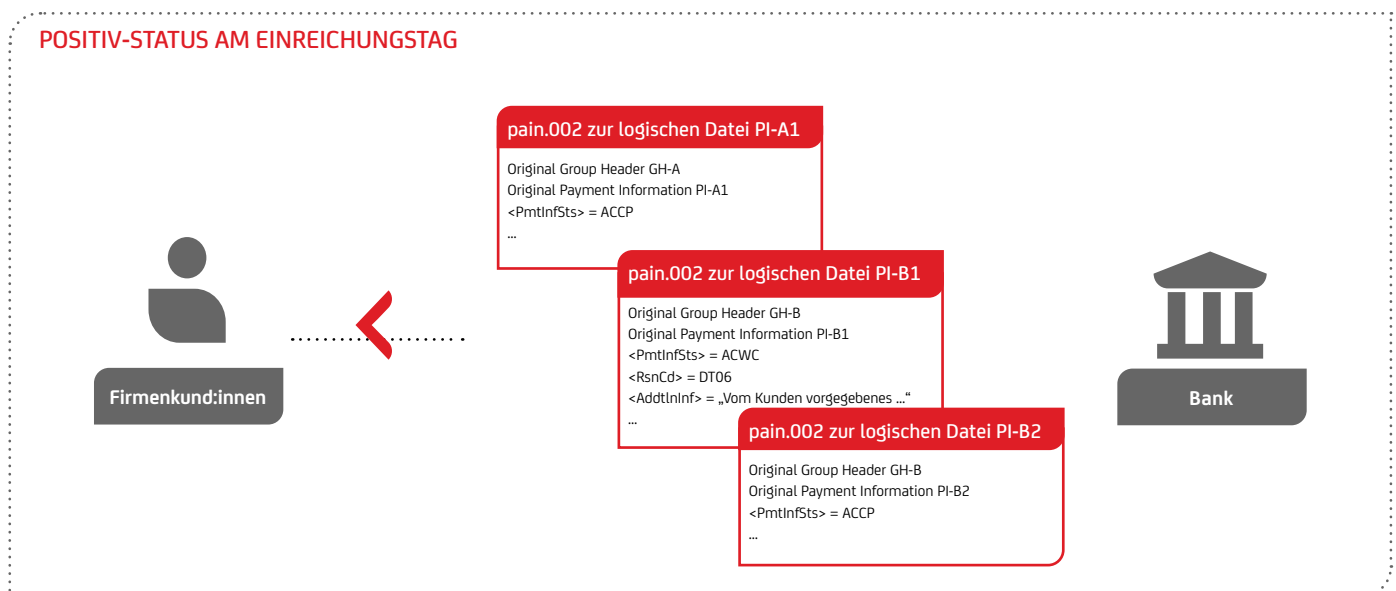 POSITIV-STATUS AM EINREICHUNGSTAG
pain.002 zur logischen Datei PI-A1
Original Group Header GH-A
Original Payment Information PI-A1
<PmtInfSts> = ACCP
...
pain.002 zur logischen Datei PI-B1
Original Group Header GH-B
Original Payment Information PI-B1
<PmtInfSts> = ACWC
<RsnCd> = DT06
<AddtlnInf> = „Vom Kunden vorgegebenes ...“
...
pain.002 zur logischen Datei PI-B2
Original Group Header GH-B
Original Payment Information PI-B2
<PmtInfSts> = ACCP
...
Firmenkund:innen
Bank